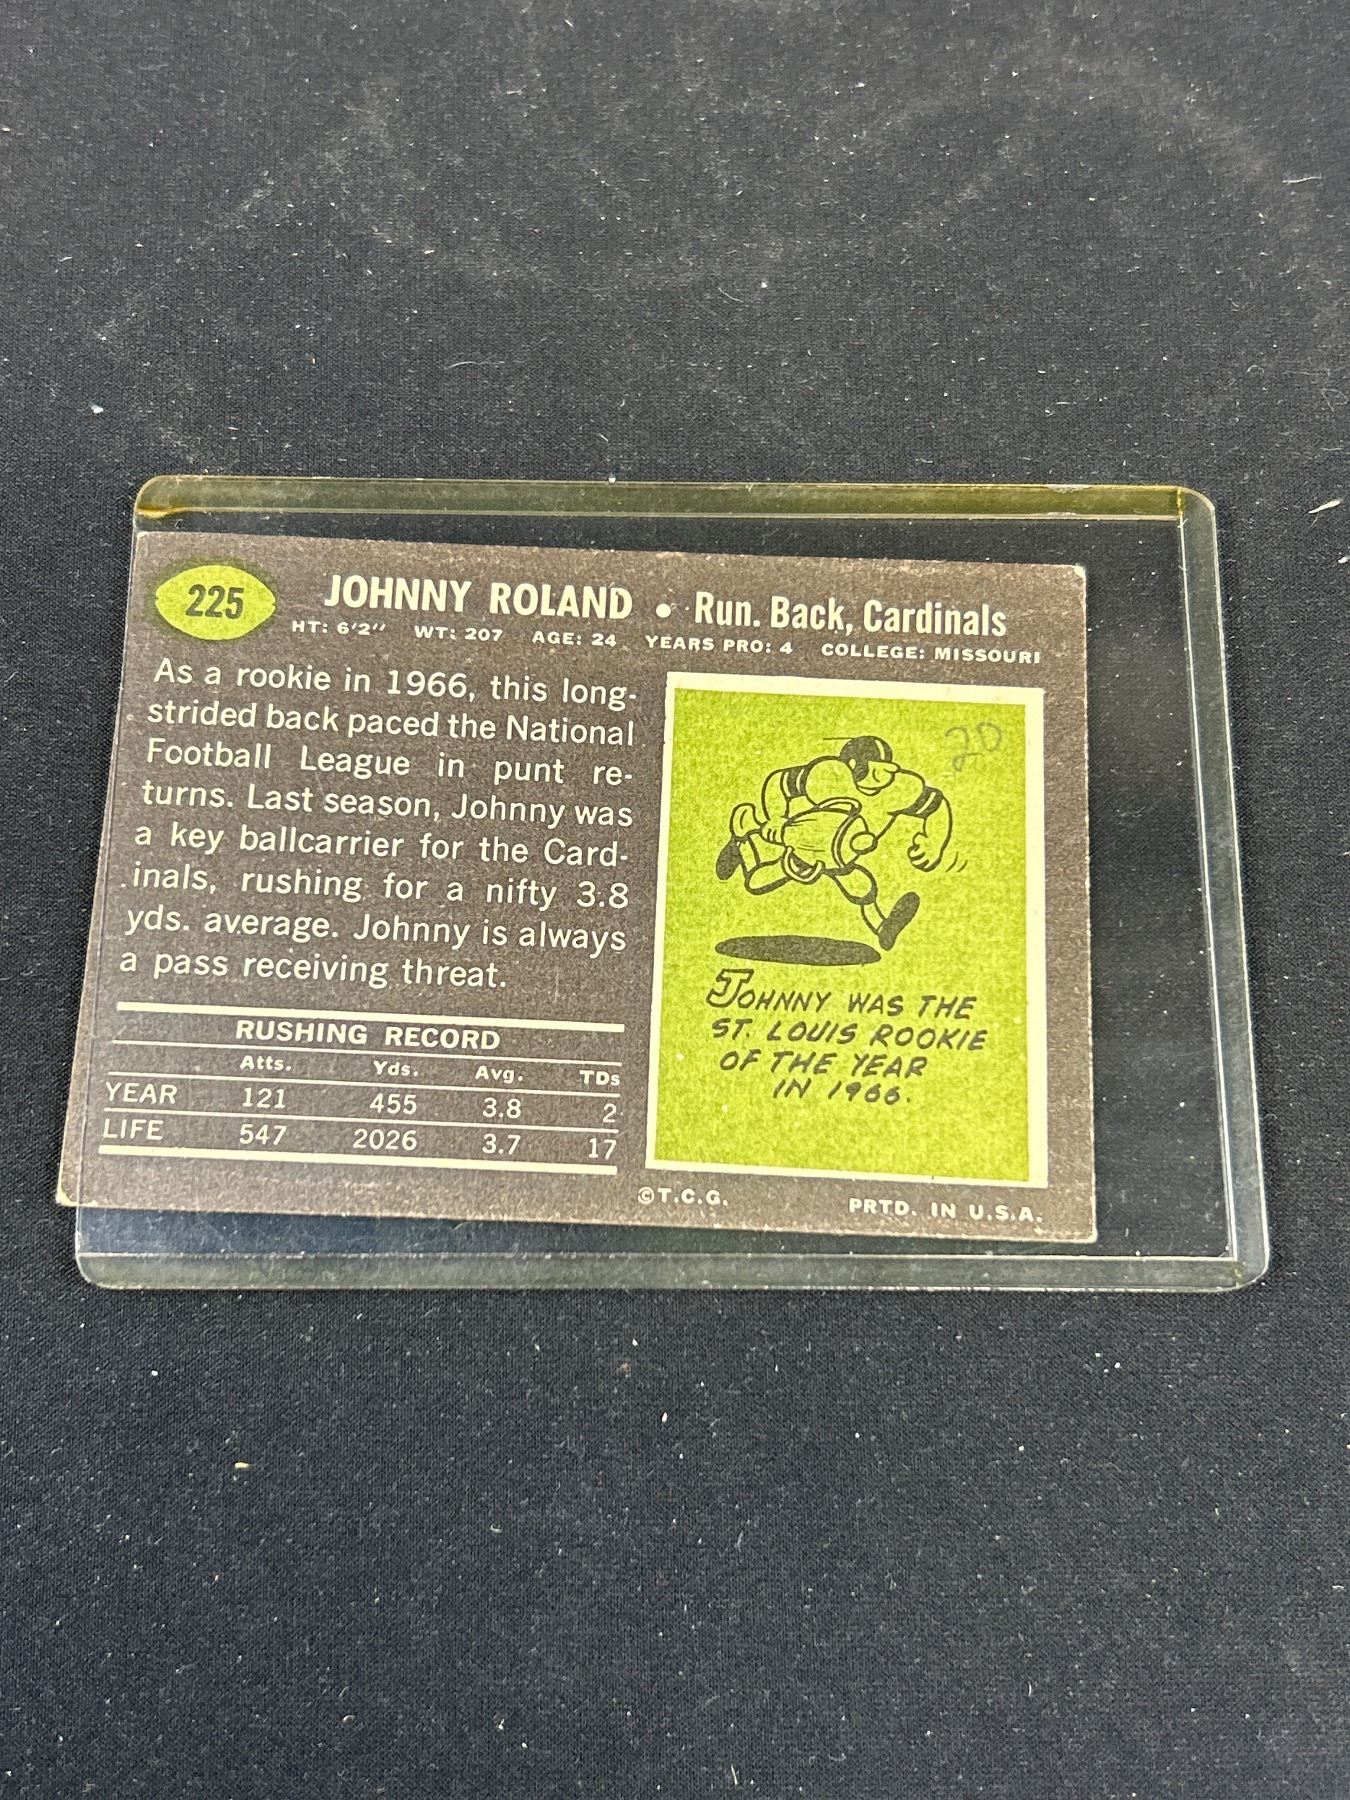 225
JOHNNY ROLAND • Run. Back, Cardinals
HT: 6'2" WT: 207 AGE: 24 YEARS PRO: 4 COLLEGE: MISSOURI
As a rookie in 1966, this long-
strided back paced the National
Football League in punt re-
turns. Last season, Johnny was
a key ballcarrier for the Card-
inals, rushing for a nifty 3.8
yds. average. Johnny is always
a pass receiving threat.
RUSHING RECORD
Atts. Yds. Avg. TDs
YEAR 121 455 3.8 2
LIFE 547 2026 3.7 17
20
JOHNNY WAS THE
ST. LOUIS ROOKIE
OF THE YEAR
IN 1966.
©T.C.G. PRTD. IN U.S.A.